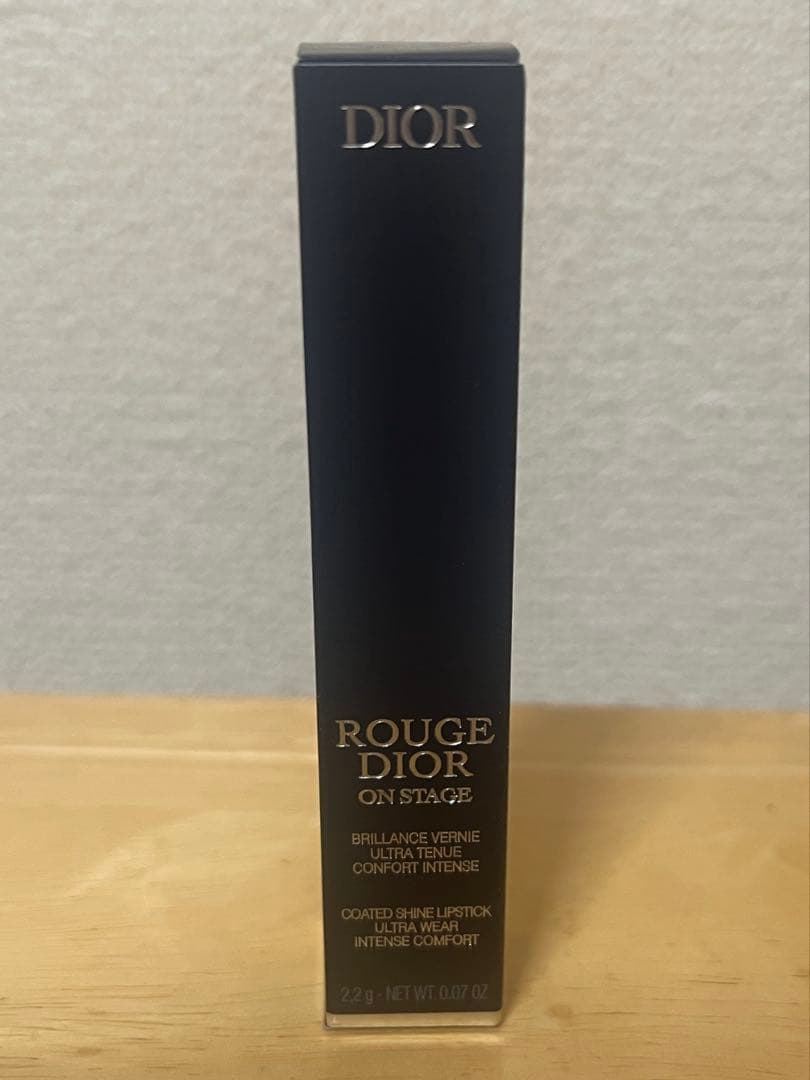 DIOR
ROUGE
DIOR
ON STAGE
BRILLANCE VERNIE
ULTRA TENUE
CONFORT INTENSE
COATED SHINE LIPSTICK
ULTRA WEAR
INTENSE COMFORT
2,2 g - NET WT. 0.07 OZ